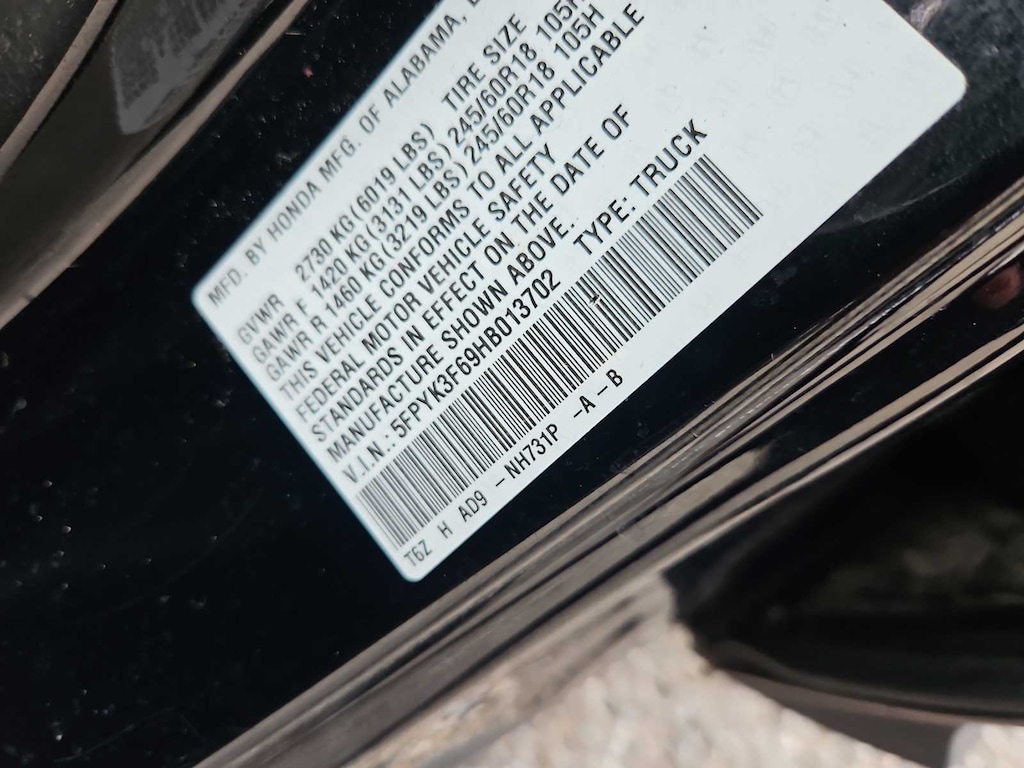 MFD. BY HONDA MFG. OF ALABAMA,
TIRE SIZE
GVWR 2730 KG(6019 LBS)
GAWR F 1420 KG(3131 LBS) 245/60R18 105H
GAWR R 1460 KG(3219 LBS) 245/60R18 105H
THIS VEHICLE CONFORMS TO ALL APPLICABLE
FEDERAL MOTOR VEHICLE SAFETY
STANDARDS IN EFFECT ON THE DATE OF
MANUFACTURE SHOWN ABOVE.
V.I.N.: 5FPYK3F69HB013702 TYPE: TRUCK
T6Z H AD9 - NH731P -A - B